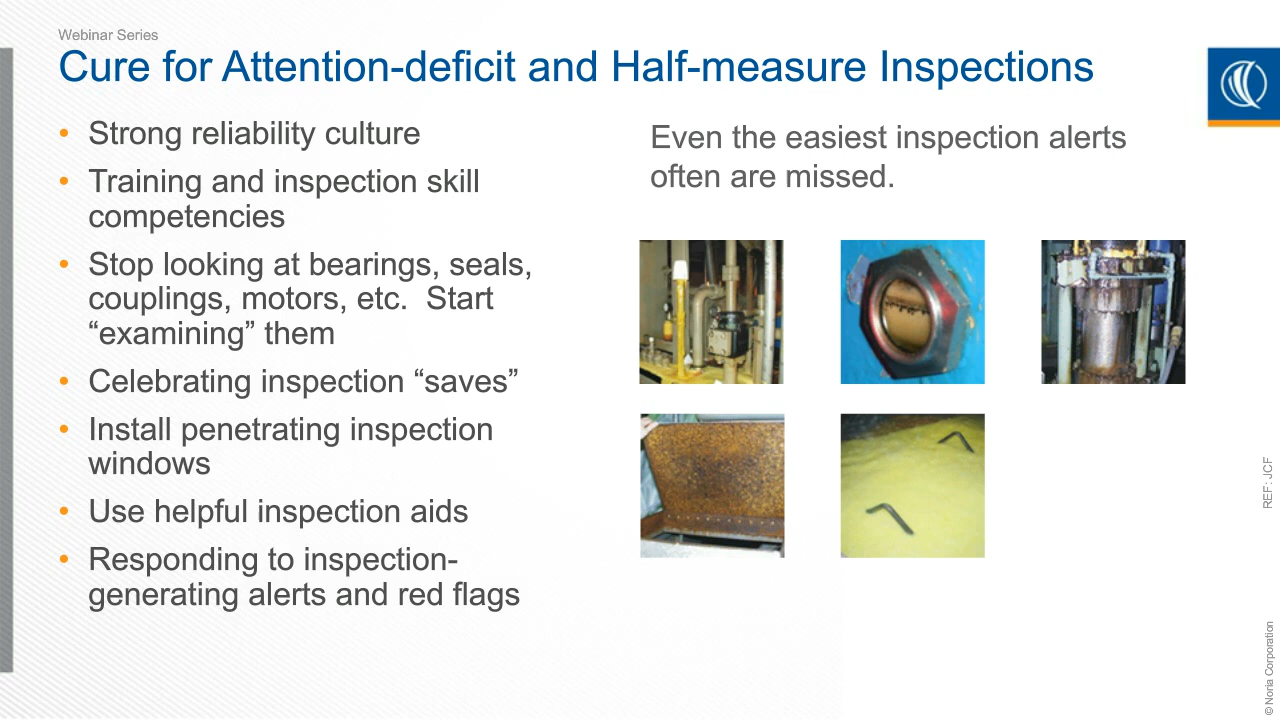 Webinar Series
Cure for Attention-deficit and Half-measure Inspections
• Strong reliability culture
• Training and inspection skill
competencies
• Stop looking at bearings, seals,
couplings, motors, etc.  Start
“examining” them
• Celebrating inspection “saves”
• Install penetrating inspection
windows
• Use helpful inspection aids
• Responding to inspection-
generating alerts and red flags
Even the easiest inspection alerts
often are missed.
REF: JCF
© Noria Corporation